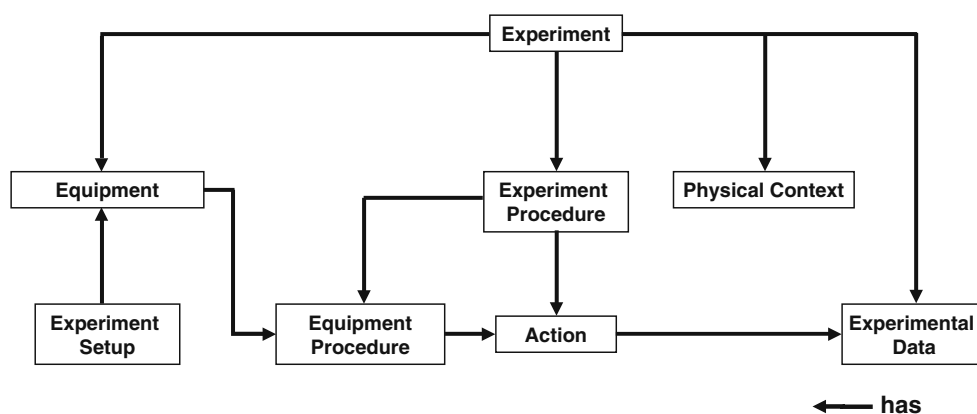 Experiment
Equipment
Experiment
Procedure
Physical Context
Experiment
Setup
Equipment
Procedure
Action
Experimental
Data
has